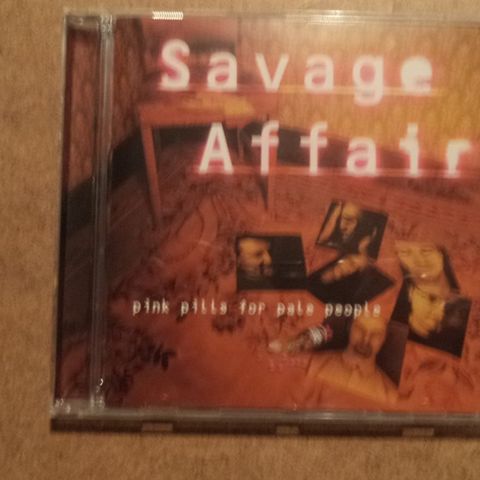 Savage
Affair
pink pills for pale people